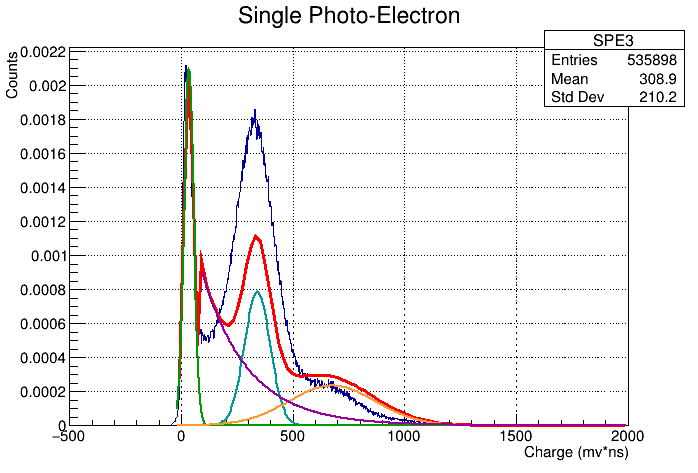 Single Photo-Electron
SPE3
Entries 535898
Mean 308.9
Std Dev 210.2
Counts
0.0022
0.002
0.0018
0.0016
0.0014
0.0012
0.001
0.0008
0.0006
0.0004
0.0002
0
−500 0 500 1000 1500 2000
Charge (mv*ns)